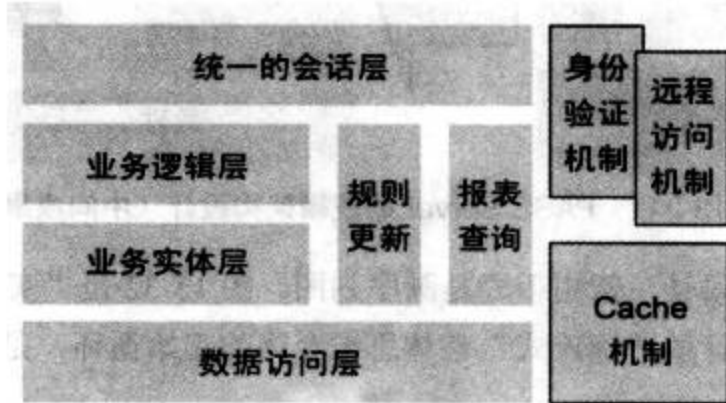 统一的会话层
业务逻辑层
业务实体层
规则
更新
报表
查询
数据访问层
身份
验证
机制
远程
访问
机制
Cache
机制